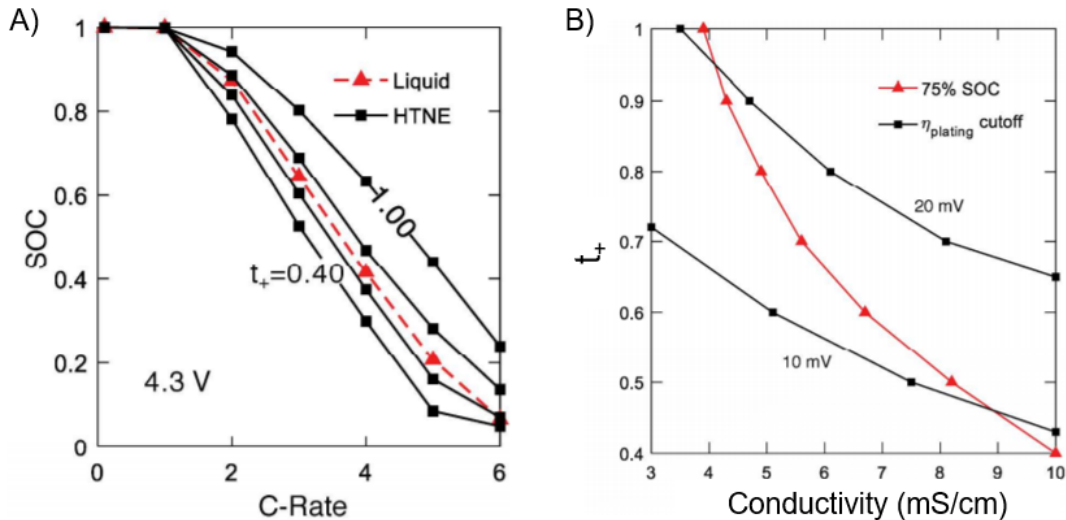 A)
1
0.8
0.6
0.4
0.2
0
SOC
0
2
4
6
C-Rate
Liquid
HTNE
1.00
t+=0.40
4.3 V
B)
1
0.9
0.8
0.7
0.6
0.5
0.4
t+
3
4
5
6
7
8
9
10
Conductivity (mS/cm)
75% SOC
ηplating cutoff
20 mV
10 mV